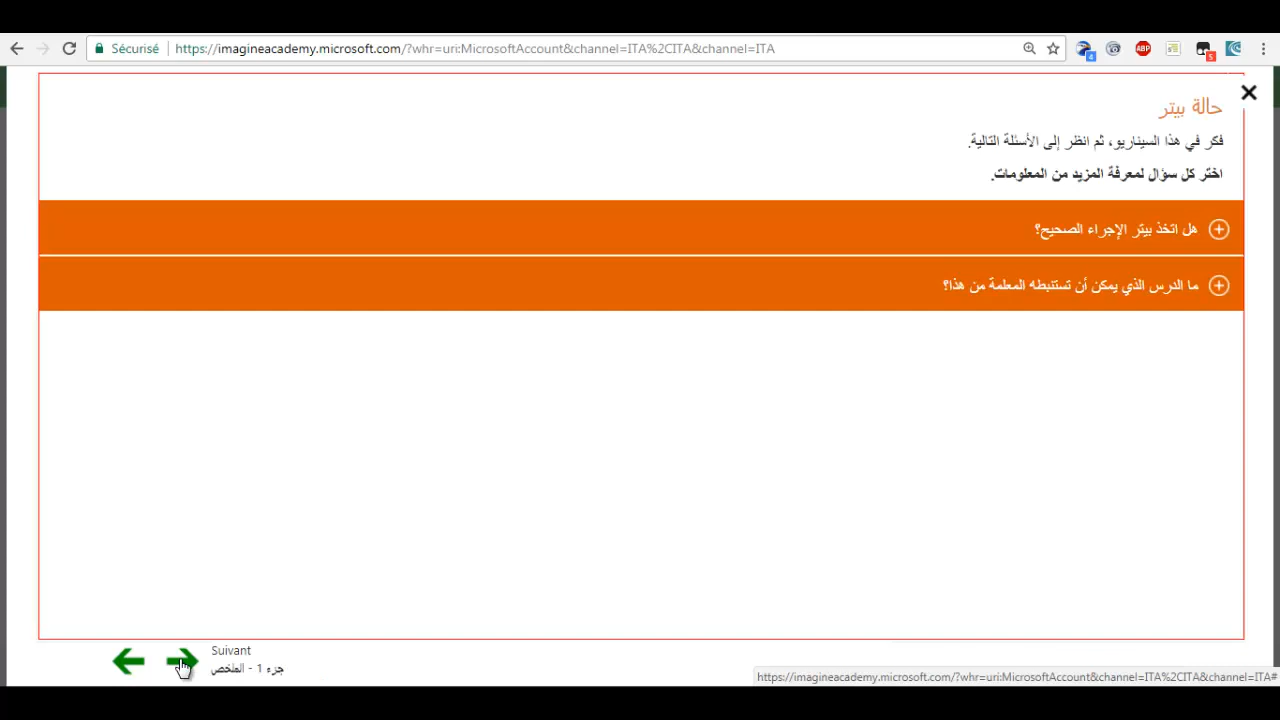 Sécurisé
https://imagineacademy.microsoft.com/?whr=uri:MicrosoftAccount&channel=ITA%2CITA&channel=ITA
ABP
4
5
حالة بيتر
فكر في هذا السيناريو، ثم انظر إلى الأسئلة التالية.
اختر كل سؤال لمعرفة المزيد من المعلومات.
هل اتخذ بيتر الإجراء الصحيح؟
ما الدرس الذي يمكن أن تستنبطه المعلمة من هذا؟
Suivant
جزء 1 - الملخص
https://imagineacademy.microsoft.com/?whr=uri:MicrosoftAccount&channel=ITA%2CITA&channel=ITA#